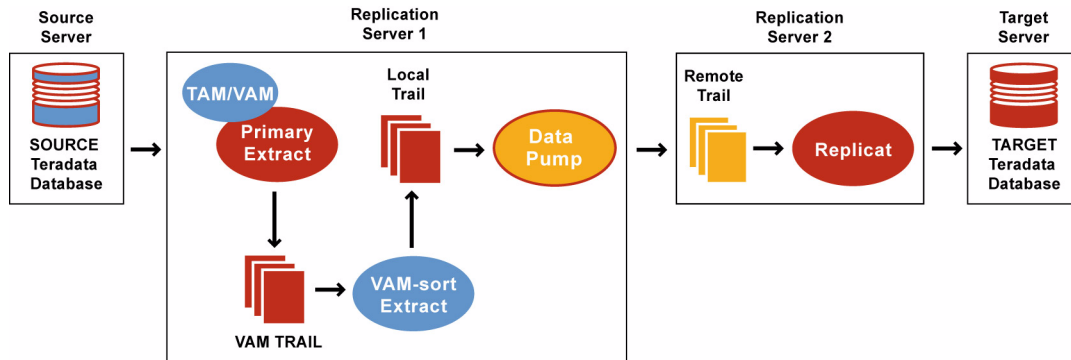 Source
Server
Replication
Server 1
Replication
Server 2
Target
Server
SOURCE
Teradata
Database
TAM/VAM
Primary
Extract
VAM TRAIL
VAM-sort
Extract
Local
Trail
Data
Pump
Remote
Trail
Replicat
TARGET
Teradata
Database